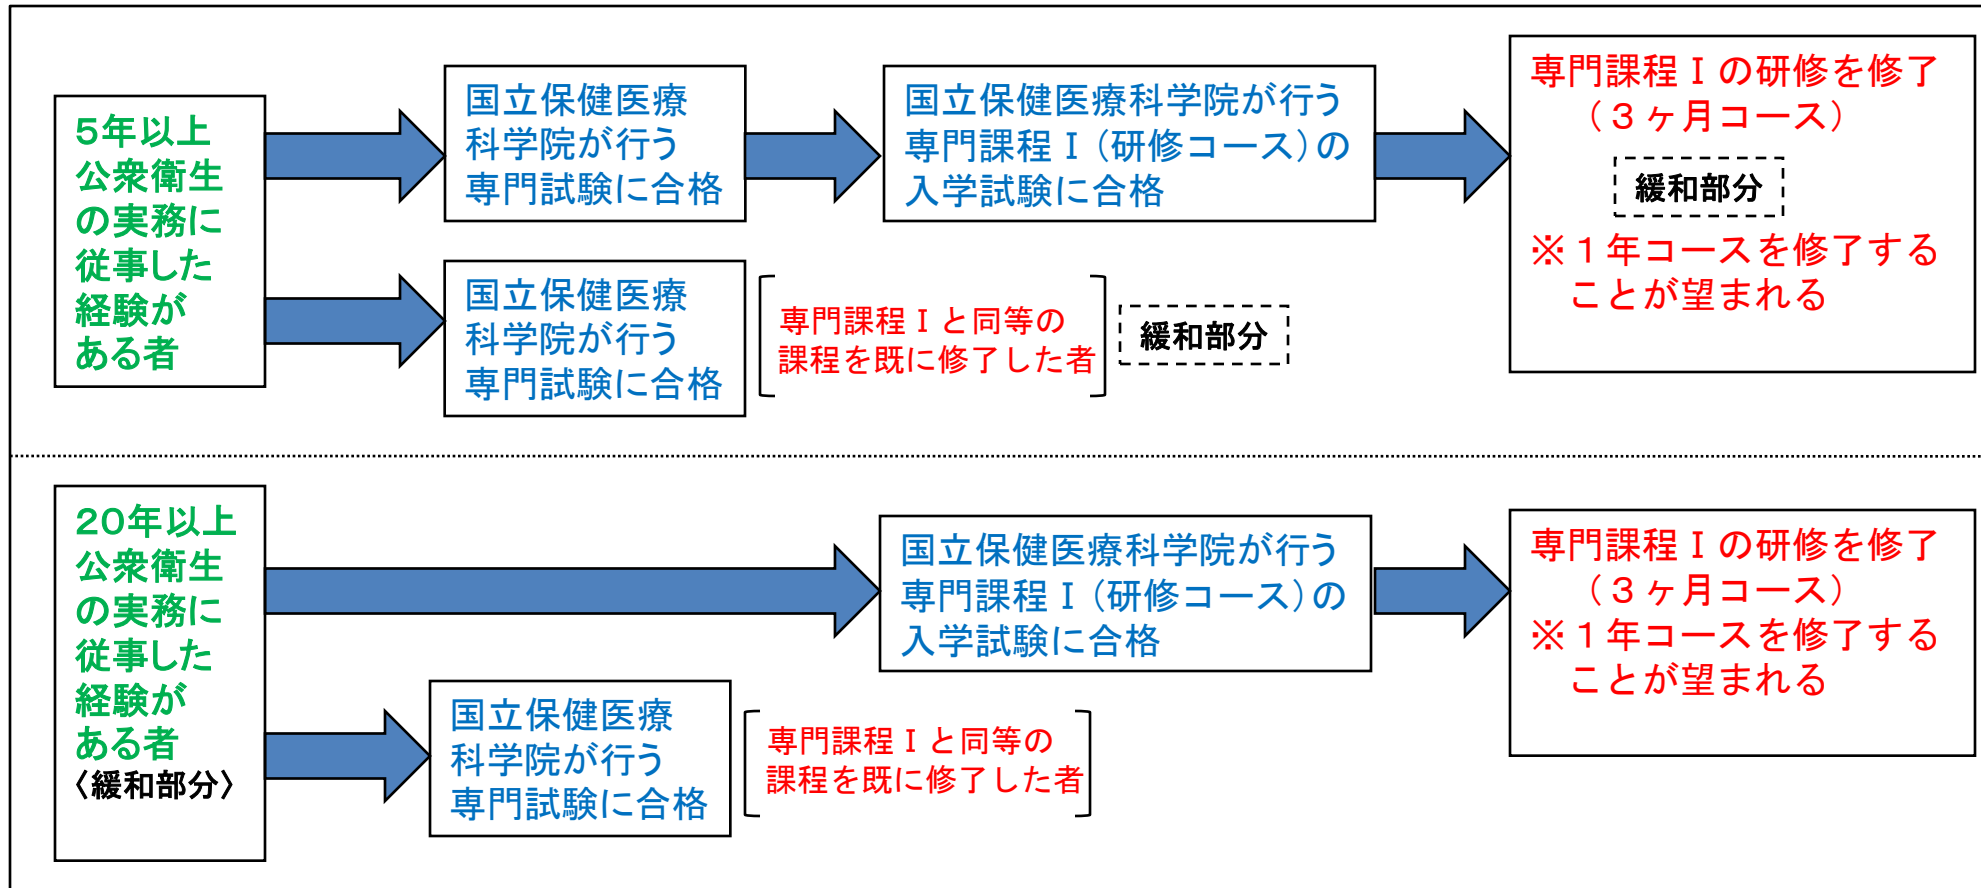 5年以上
公衆衛生
の実務に
従事した
経験が
ある者
国立保健医療
科学院が行う
専門試験に合格
国立保健医療科学院が行う
専門課程Ⅰ(研修コース)の
入学試験に合格
専門課程Ⅰの研修を修了
(3ヶ月コース)
緩和部分
※1年コースを修了する
ことが望まれる
国立保健医療
科学院が行う
専門試験に合格
専門課程Ⅰと同等の
課程を既に修了した者
緩和部分
20年以上
公衆衛生
の実務に
従事した
経験が
ある者
〈緩和部分〉
国立保健医療科学院が行う
専門課程Ⅰ(研修コース)の
入学試験に合格
専門課程Ⅰの研修を修了
(3ヶ月コース)
※1年コースを修了する
ことが望まれる
国立保健医療
科学院が行う
専門試験に合格
専門課程Ⅰと同等の
課程を既に修了した者